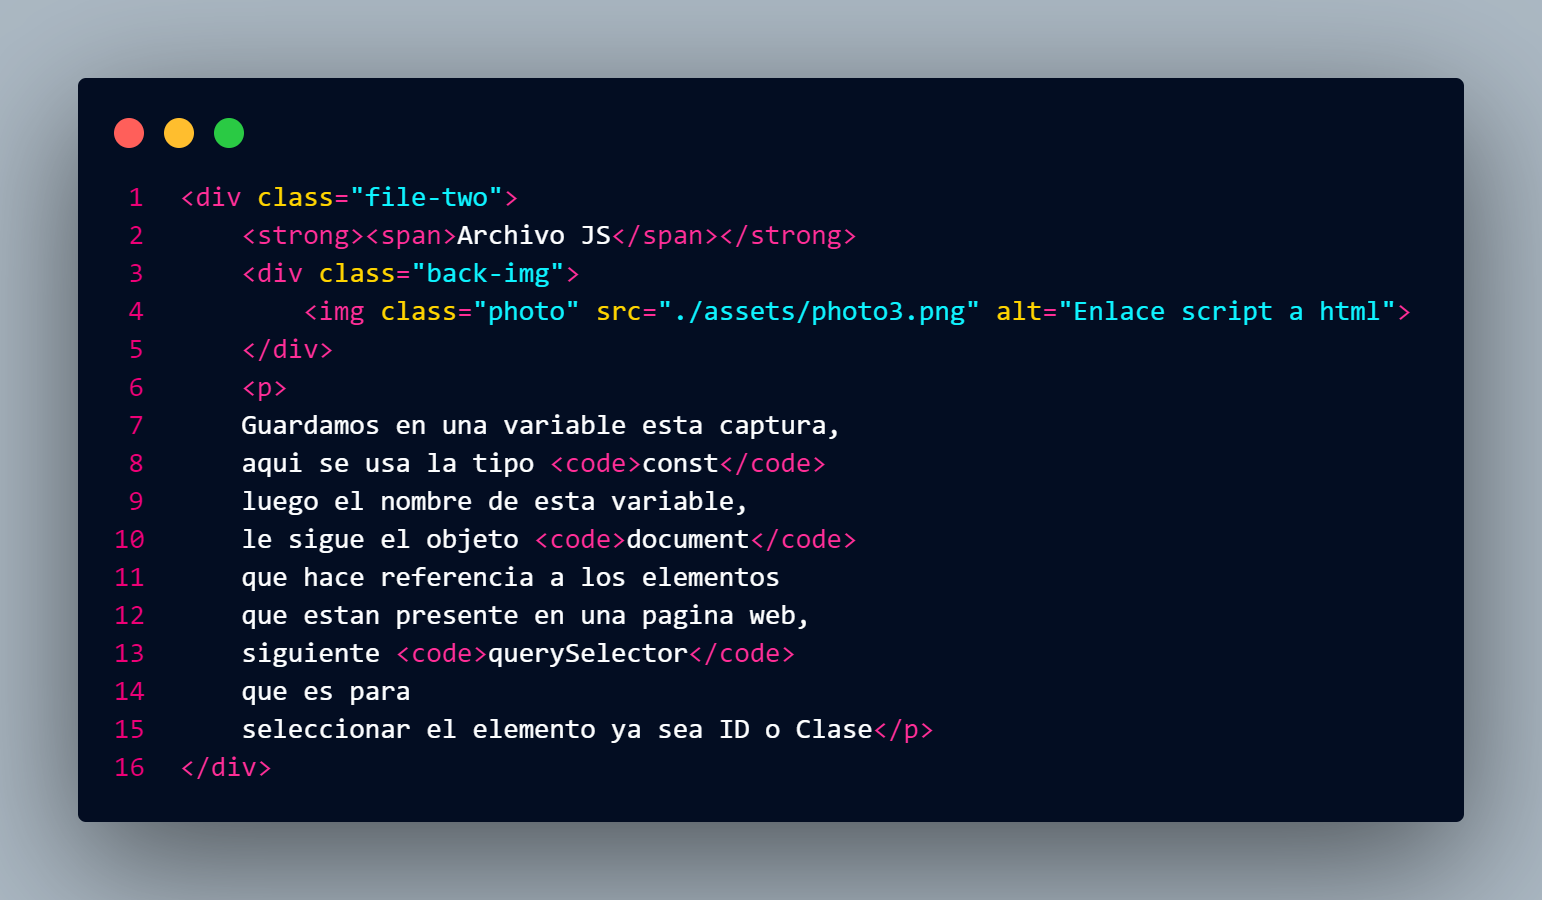 1 <div class="file-two">
2     <strong><span>Archivo JS</span></strong>
3     <div class="back-img">
4         <img class="photo" src="./assets/photo3.png" alt="Enlace script a html">
5     </div>
6     <p>
7     Guardamos en una variable esta captura,
8     aqui se usa la tipo <code>const</code>
9     luego el nombre de esta variable,
10     le sigue el objeto <code>document</code>
11     que hace referencia a los elementos
12     que estan presente en una pagina web,
13     siguiente <code>querySelector</code>
14     que es para
15     seleccionar el elemento ya sea ID o Clase</p>
16 </div>